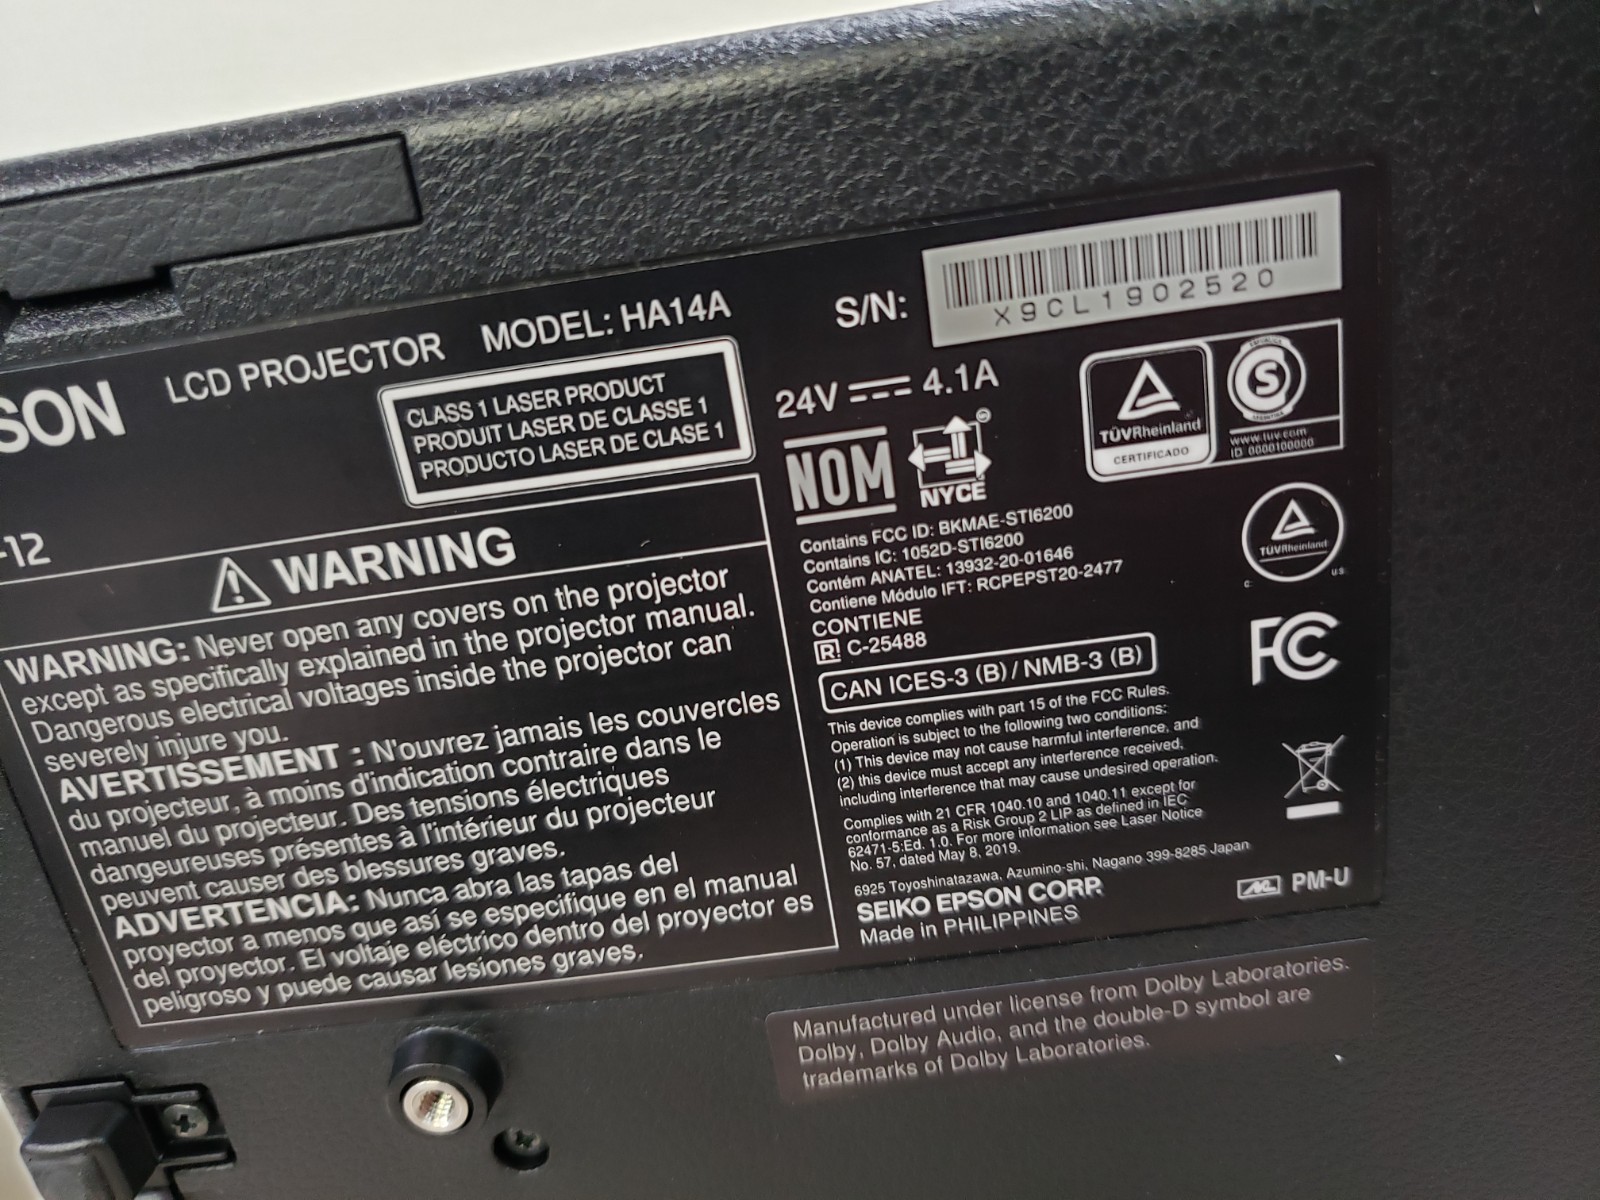 SON
LCD PROJECTOR
MODEL: HA14A
S/N:
X9CL1902520
CLASS 1 LASER PRODUCT
PRODUIT LASER DE CLASSE 1
PRODUCTO LASER DE CLASE 1
24V 4.1A
NOM
NYCE
TÜVRheinland
CERTIFICADO
S
www.tuv.com
ID 0000100000
-12
WARNING
WARNING: Never open any covers on the projector
except as specifically explained in the projector manual.
Dangerous electrical voltages inside the projector can
severely injure you.
AVERTISSEMENT : N'ouvrez jamais les couvercles
du projecteur, à moins d'indication contraire dans le
manuel du projecteur. Des tensions électriques
dangeureuses présentes à l'intérieur du projecteur
peuvent causer des blessures graves.
ADVERTENCIA: Nunca abra las tapas del
proyector a menos que así se especifique en el manual
del proyector. El voltaje eléctrico dentro del proyector es
peligroso y puede causar lesiones graves.
Contains FCC ID: BKMAE-STI6200
Contains IC: 1052D-STI6200
Contém ANATEL: 13932-20-01646
Contiene Módulo IFT: RCPEPST20-2477
CONTIENE
R C-25488
CAN ICES-3 (B) / NMB-3 (B)
TÜVRheinland
C US
FC
This device complies with part 15 of the FCC Rules.
Operation is subject to the following two conditions:
(1) This device may not cause harmful interference, and
(2) this device must accept any interference received,
including interference that may cause undesired operation.
Complies with 21 CFR 1040.10 and 1040.11 except for
conformance as a Risk Group 2 LIP as defined in IEC
62471-5:Ed. 1.0. For more information see Laser Notice
No. 57, dated May 8, 2019.
6925 Toyoshinatazawa, Azumino-shi, Nagano 399-8285 Japan
SEIKO EPSON CORP.
Made in PHILIPPINES
PM-U
Manufactured under license from Dolby Laboratories.
Dolby, Dolby Audio, and the double-D symbol are
trademarks of Dolby Laboratories.